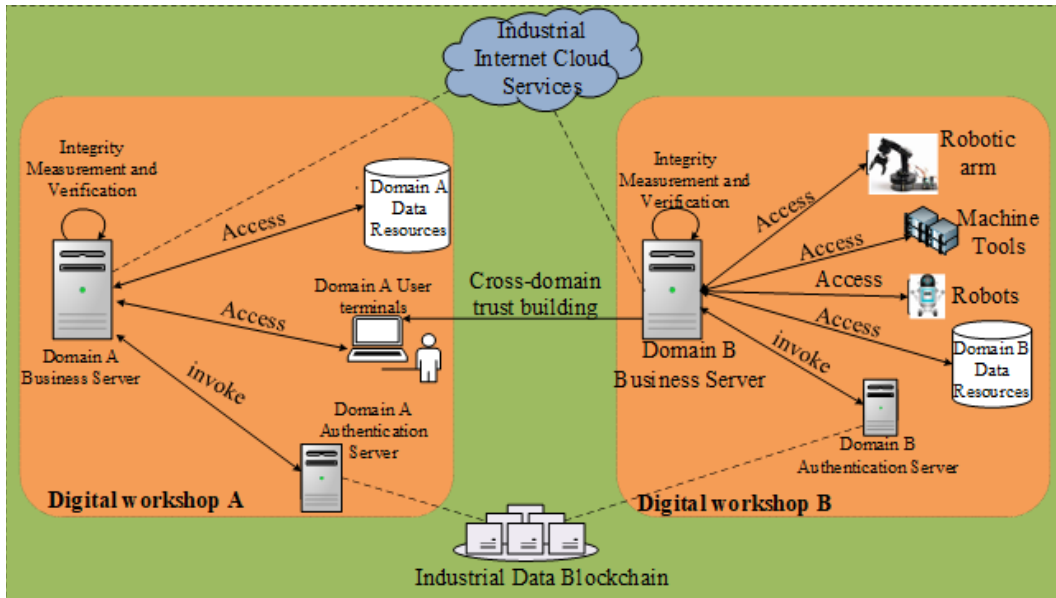 Industrial
Internet Cloud
Services
Integrity
Measurement and
Verification
Access
Domain A
Data
Resources
Domain A User
terminals
Access
Domain A
Business Server
invoke
Domain A
Authentication
Server
Digital workshop A
Cross-domain
trust building
Integrity
Measurement and
Verification
Access
Robotic
arm
Access
Machine
Tools
Access
Robots
Access
Domain B
Data
Resources
Domain B
Business Server
invoke
Domain B
Authentication Server
Digital workshop B
Industrial Data Blockchain